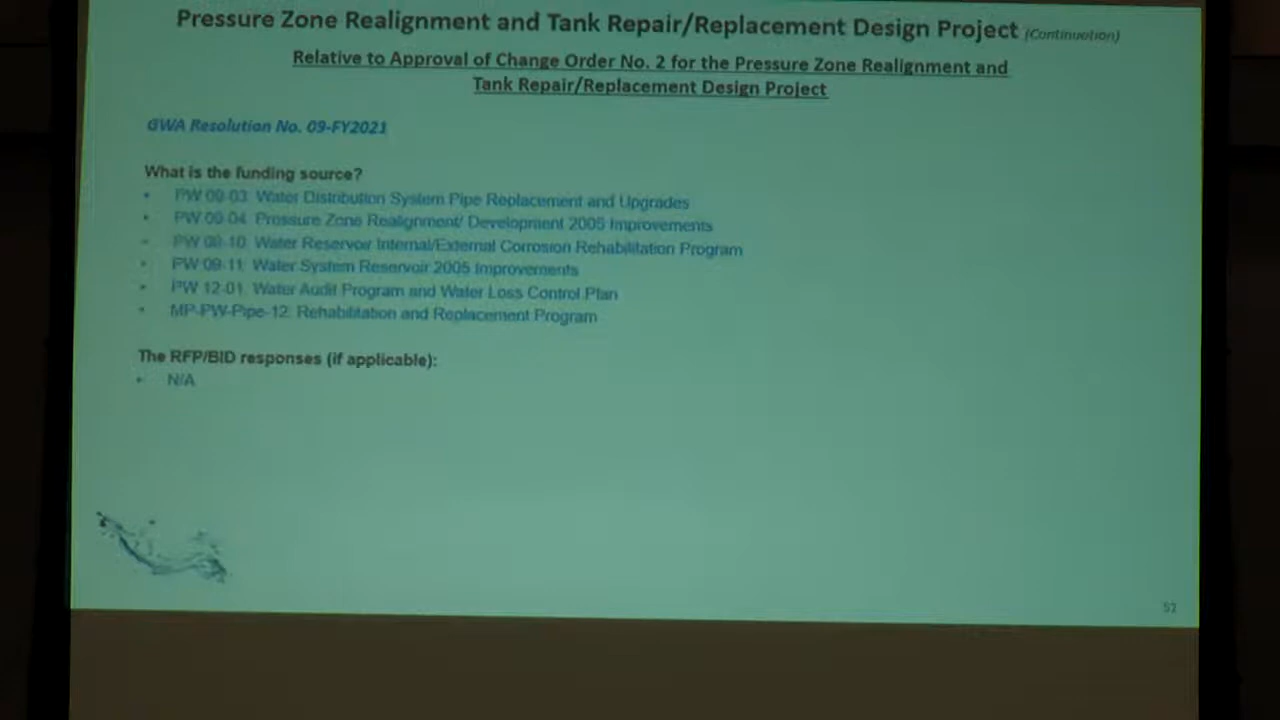 Pressure Zone Realignment and Tank Repair/Replacement Design Project (Continuation)
Relative to Approval of Change Order No. 2 for the Pressure Zone Realignment and
Tank Repair/Replacement Design Project
GWA Resolution No. 09-FY2021
What is the funding source?
• PW 09-03: Water Distribution System Pipe Replacement and Upgrades
• PW 09-04: Pressure Zone Realignment/ Development 2005 Improvements
• PW 09-10: Water Reservoir Internal/External Corrosion Rehabilitation Program
• PW 09-11: Water System Reservoir 2005 Improvements
• PW 12-01: Water Audit Program and Water Loss Control Plan
• MP-PW-Pipe-12: Rehabilitation and Replacement Program
The RFP/BID responses (if applicable):
• N/A
52